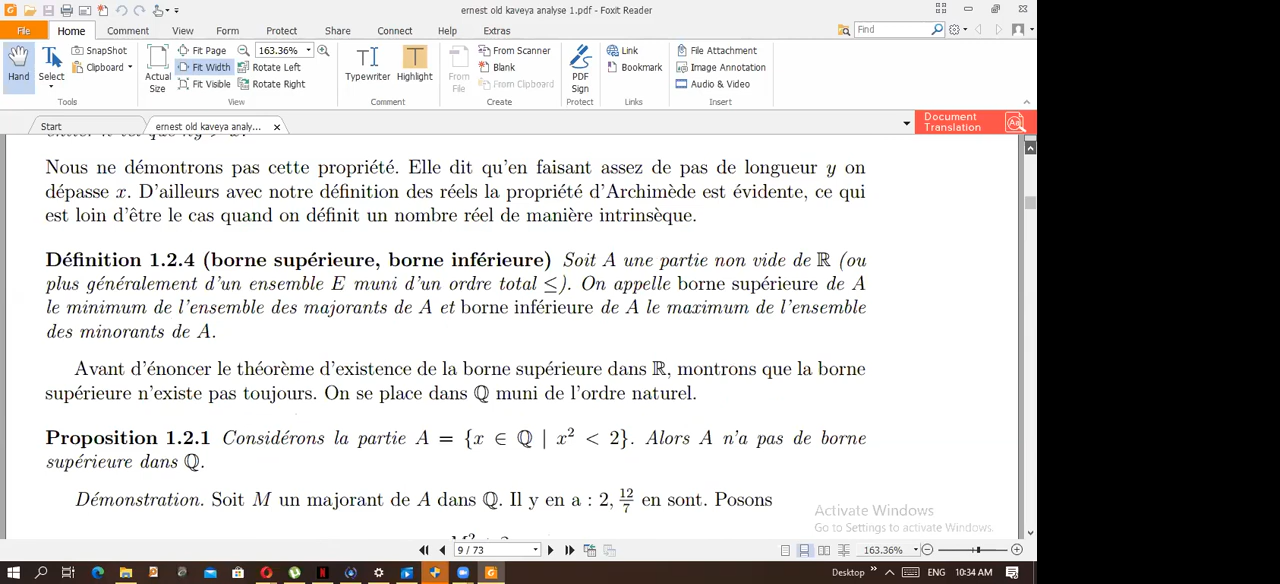 ernest old kaveya analyse 1.pdf - Foxit Reader
File Home Comment View Form Protect Share Connect Help Extras Find
Hand Select SnapShot Clipboard Actual Size Fit Page Fit Width Fit Visible 163.36% Rotate Left Rotate Right Typewriter Highlight From File From Scanner Blank From Clipboard PDF Sign Link Bookmark File Attachment Image Annotation Audio & Video
Tools View Comment Create Protect Links Insert
Start ernest old kaveya analy... Document Translation
Nous ne démontrons pas cette propriété. Elle dit qu'en faisant assez de pas de longueur y on
dépasse x. D'ailleurs avec notre définition des réels la propriété d'Archimède est évidente, ce qui
est loin d'être le cas quand on définit un nombre réel de manière intrinsèque.
Définition 1.2.4 (borne supérieure, borne inférieure) Soit A une partie non vide de ℝ (ou
plus généralement d'un ensemble E muni d'un ordre total ≤). On appelle borne supérieure de A
le minimum de l'ensemble des majorants de A et borne inférieure de A le maximum de l'ensemble
des minorants de A.
Avant d'énoncer le théorème d'existence de la borne supérieure dans ℝ, montrons que la borne
supérieure n'existe pas toujours. On se place dans ℚ muni de l'ordre naturel.
Proposition 1.2.1 Considérons la partie A = {x ∈ ℚ | x² < 2}. Alors A n'a pas de borne
supérieure dans ℚ.
Démonstration. Soit M un majorant de A dans ℚ. Il y en a : 2, 12/7 en sont. Posons
Activate Windows
Go to Settings to activate Windows.
9 / 73 163.36%
Desktop » ENG 10:34 AM